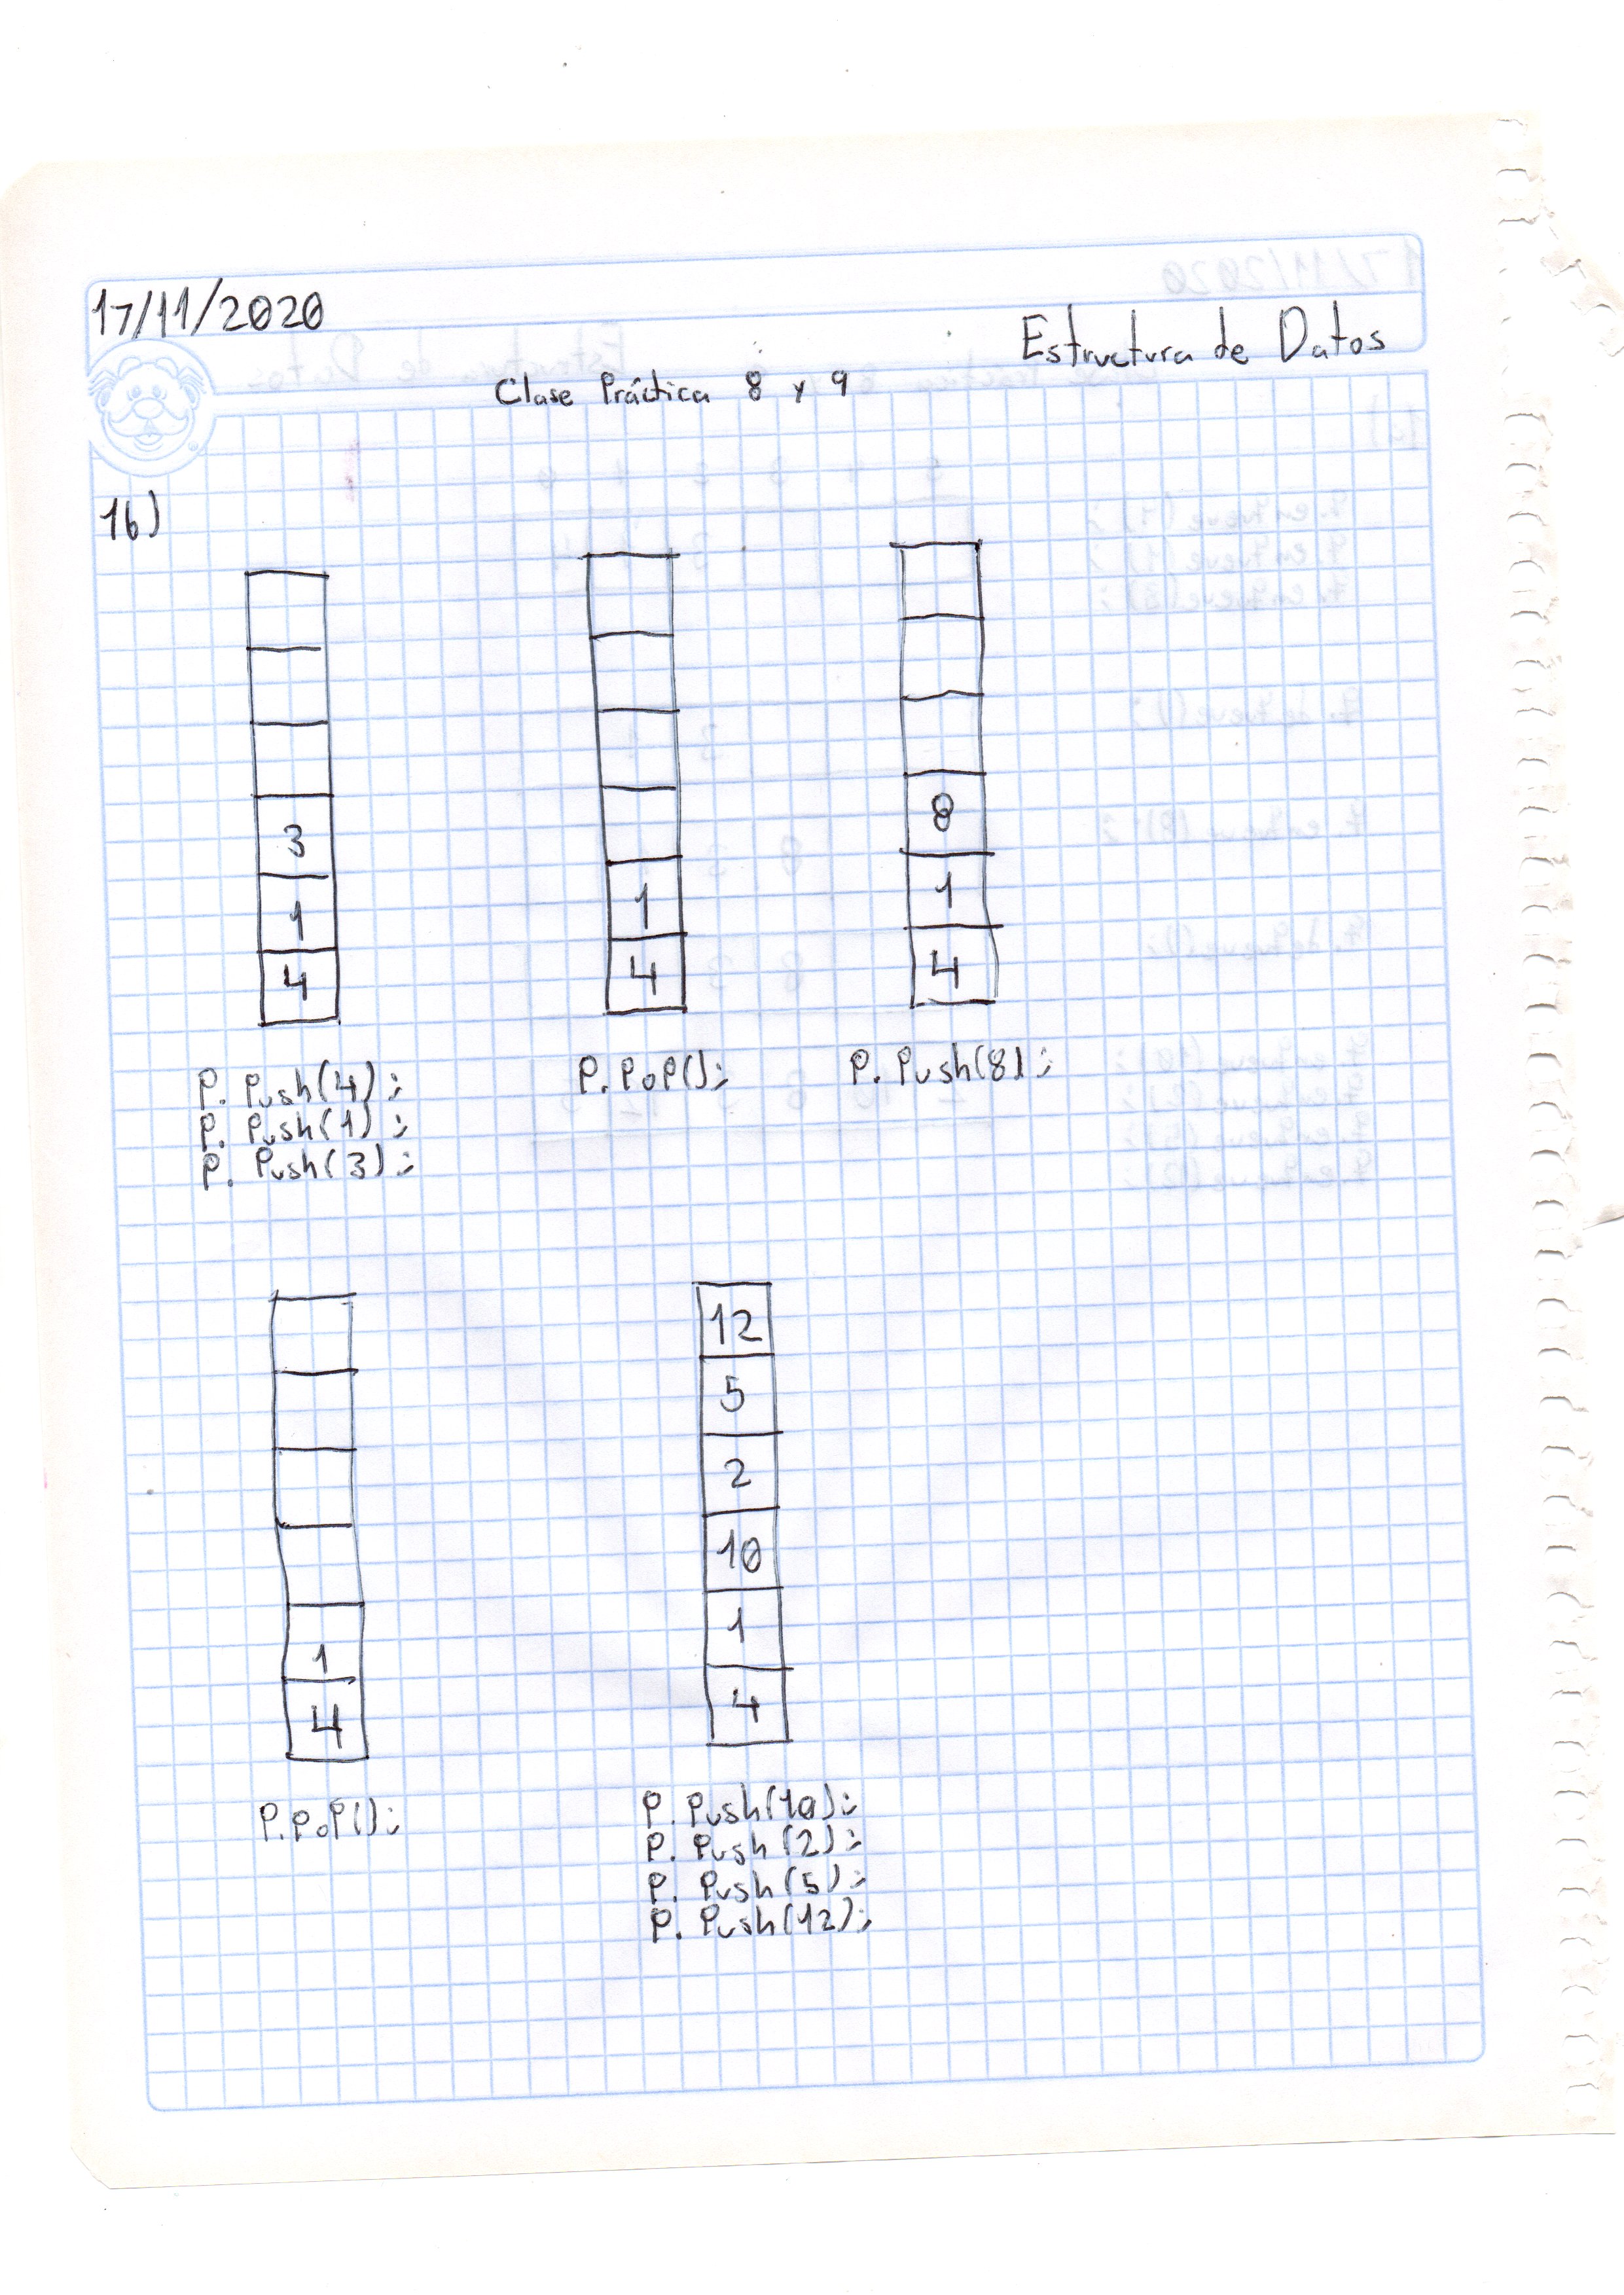 17/11/2020
Estructura de Datos
Clase Práctica 8 y 9
16)
3
1
4
P. Push(4);
P. Push(1);
P. Push(3);
1
4
P. PoP();
8
1
4
P. Push(8);
1
4
P. PoP();
12
5
2
10
1
4
P. Push(10);
P. Push(2);
P. Push(5);
P. Push(12);